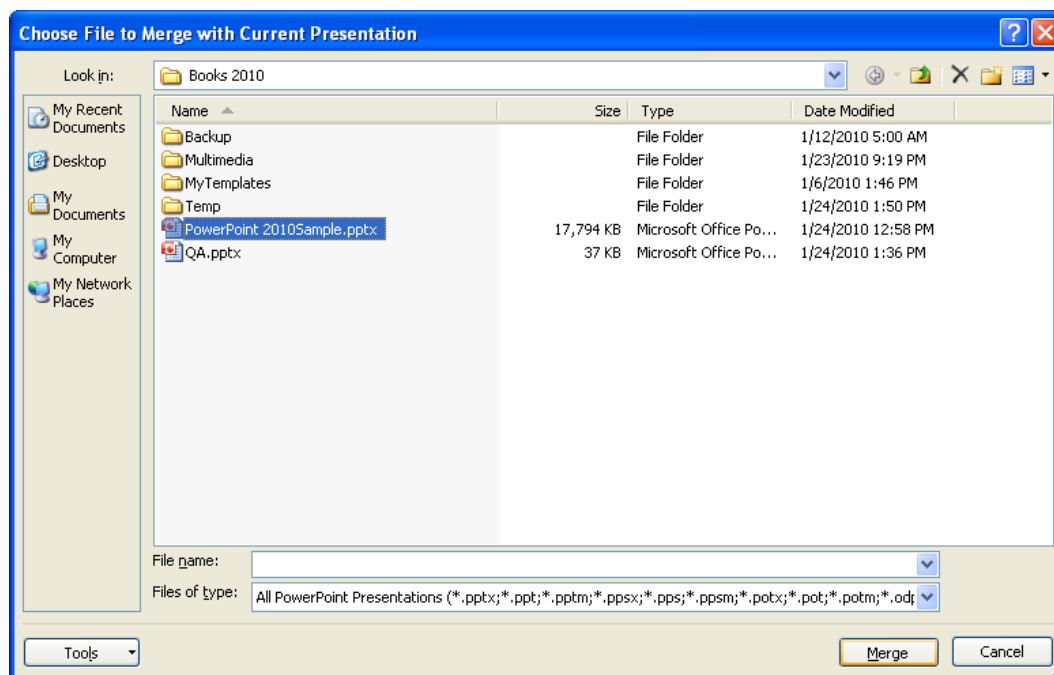 Choose File to Merge with Current Presentation
Look in: Books 2010
My Recent Documents
Desktop
My Documents
My Computer
My Network Places
Name Size Type Date Modified
Backup File Folder 1/12/2010 5:00 AM
Multimedia File Folder 1/23/2010 9:19 PM
MyTemplates File Folder 1/6/2010 1:46 PM
Temp File Folder 1/24/2010 1:50 PM
PowerPoint 2010Sample.pptx 17,794 KB Microsoft Office Po... 1/24/2010 12:58 PM
QA.pptx 37 KB Microsoft Office Po... 1/24/2010 1:36 PM
File name:
Files of type: All PowerPoint Presentations (*.pptx;*.ppt;*.pptm;*.ppsx;*.pps;*.ppsm;*.potx;*.pot;*.potm;*.odp
Tools Merge Cancel